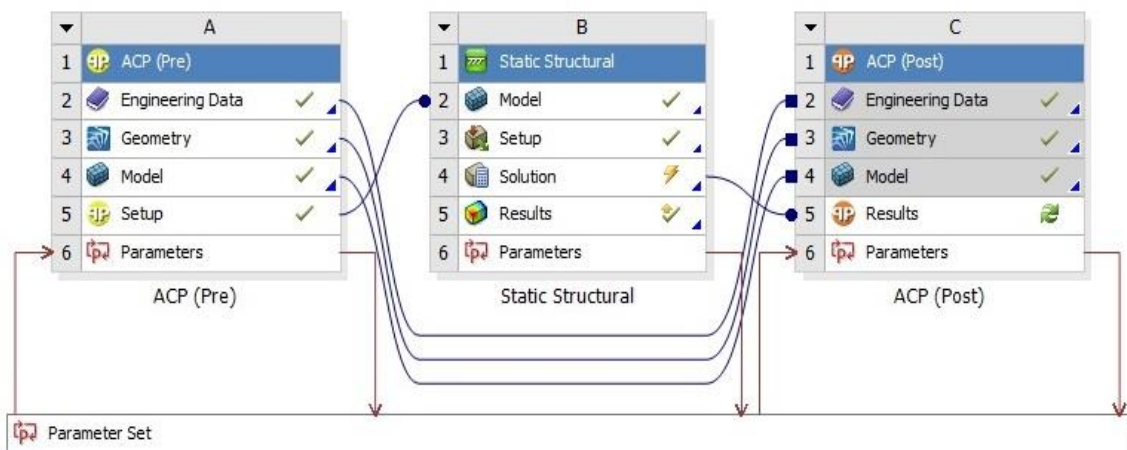 A
1 ACP (Pre)
2 Engineering Data
3 Geometry
4 Model
5 Setup
6 Parameters
ACP (Pre)
B
1 Static Structural
2 Model
3 Setup
4 Solution
5 Results
6 Parameters
Static Structural
C
1 ACP (Post)
2 Engineering Data
3 Geometry
4 Model
5 Results
6 Parameters
ACP (Post)
Parameter Set